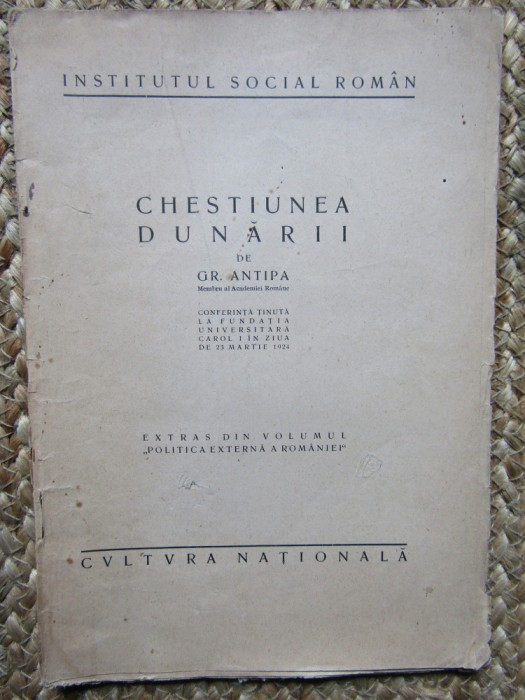 INSTITUTUL SOCIAL ROMÂN
CHESTIUNEA
DUNĂRII
DE
GR. ANTIPA
Membru al Academiei Române
CONFERINȚĂ ȚINUTĂ
LA FUNDAȚIA
UNIVERSITARĂ
CAROL I ÎN ZIUA
DE 23 MARTIE 1924
EXTRAS DIN VOLUMUL
„POLITICA EXTERNĂ A ROMÂNIEI"
CVLTVRA NAȚIONALĂ